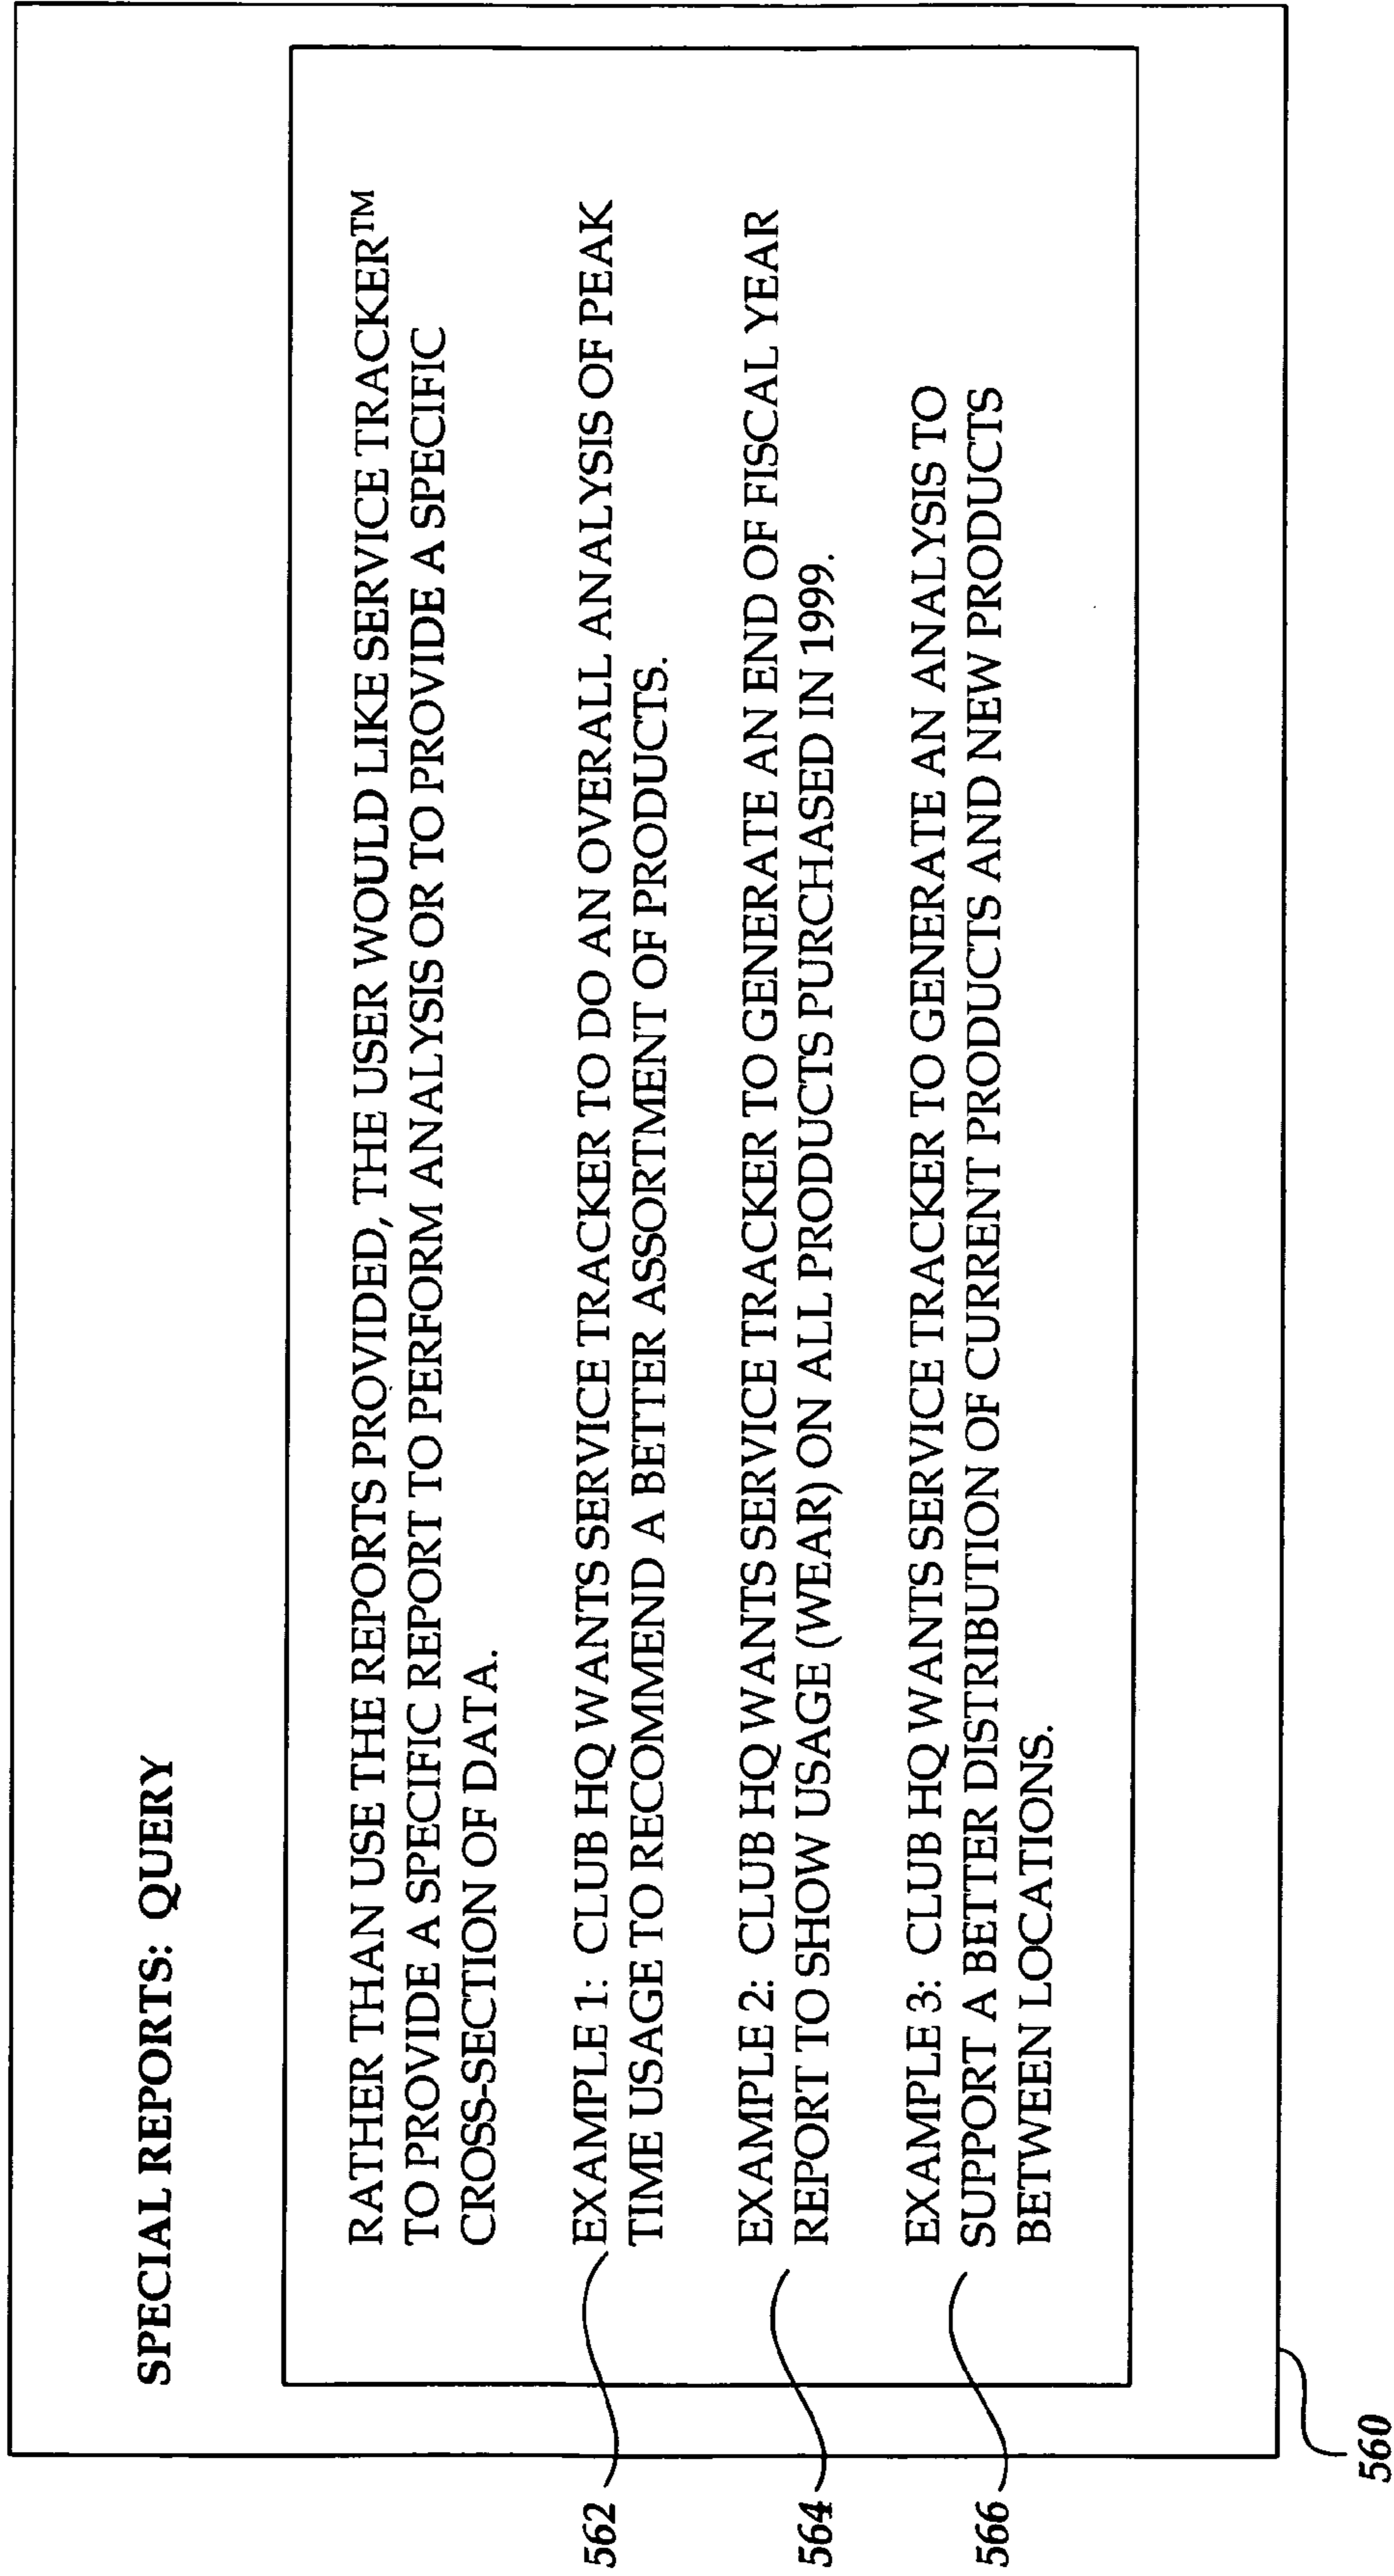 SPECIAL REPORTS: QUERY
RATHER THAN USE THE REPORTS PROVIDED, THE USER WOULD LIKE SERVICE TRACKER™
TO PROVIDE A SPECIFIC REPORT TO PERFORM ANALYSIS OR TO PROVIDE A SPECIFIC
CROSS-SECTION OF DATA.
EXAMPLE 1: CLUB HQ WANTS SERVICE TRACKER TO DO AN OVERALL ANALYSIS OF PEAK
TIME USAGE TO RECOMMEND A BETTER ASSORTMENT OF PRODUCTS.
EXAMPLE 2: CLUB HQ WANTS SERVICE TRACKER TO GENERATE AN END OF FISCAL YEAR
REPORT TO SHOW USAGE (WEAR) ON ALL PRODUCTS PURCHASED IN 1999.
EXAMPLE 3: CLUB HQ WANTS SERVICE TRACKER TO GENERATE AN ANALYSIS TO
SUPPORT A BETTER DISTRIBUTION OF CURRENT PRODUCTS AND NEW PRODUCTS
BETWEEN LOCATIONS.
562
564
566
560